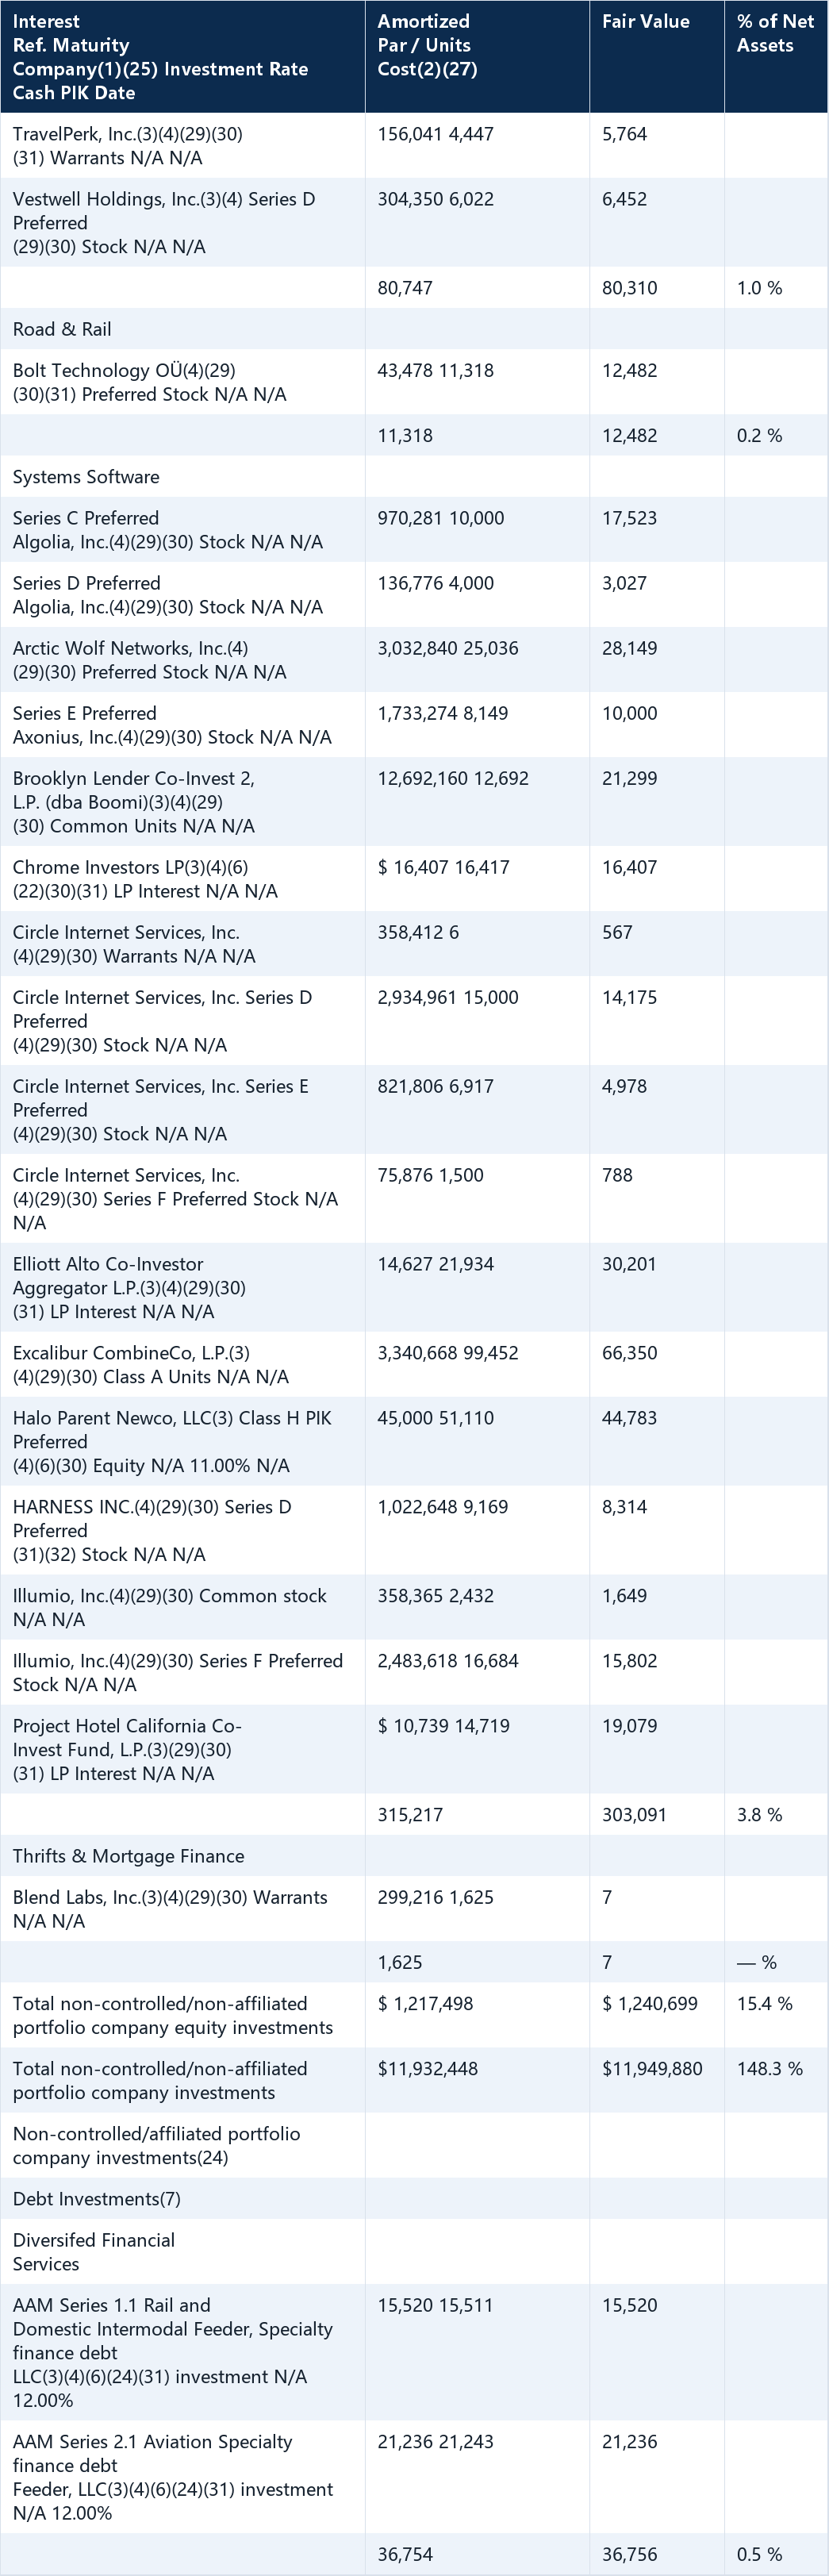 Interest
Ref. Maturity
Company(1)(25) Investment Rate
Cash PIK Date
Amortized
Par / Units
Cost(2)(27)
Fair Value
% of Net
Assets
TravelPerk, Inc.(3)(4)(29)(30)
(31) Warrants N/A N/A
156,041 4,447
5,764
Vestwell Holdings, Inc.(3)(4) Series D
Preferred
(29)(30) Stock N/A N/A
304,350 6,022
6,452
80,747
80,310
1.0 %
Road & Rail
Bolt Technology OÜ(4)(29)
(30)(31) Preferred Stock N/A N/A
43,478 11,318
12,482
11,318
12,482
0.2 %
Systems Software
Series C Preferred
Algolia, Inc.(4)(29)(30) Stock N/A N/A
970,281 10,000
17,523
Series D Preferred
Algolia, Inc.(4)(29)(30) Stock N/A N/A
136,776 4,000
3,027
Arctic Wolf Networks, Inc.(4)
(29)(30) Preferred Stock N/A N/A
3,032,840 25,036
28,149
Series E Preferred
Axonius, Inc.(4)(29)(30) Stock N/A N/A
1,733,274 8,149
10,000
Brooklyn Lender Co-Invest 2,
L.P. (dba Boomi)(3)(4)(29)
(30) Common Units N/A N/A
12,692,160 12,692
21,299
Chrome Investors LP(3)(4)(6)
(22)(30)(31) LP Interest N/A N/A
$ 16,407 16,417
16,407
Circle Internet Services, Inc.
(4)(29)(30) Warrants N/A N/A
358,412 6
567
Circle Internet Services, Inc. Series D
Preferred
(4)(29)(30) Stock N/A N/A
2,934,961 15,000
14,175
Circle Internet Services, Inc. Series E
Preferred
(4)(29)(30) Stock N/A N/A
821,806 6,917
4,978
Circle Internet Services, Inc.
(4)(29)(30) Series F Preferred Stock N/A
N/A
75,876 1,500
788
Elliott Alto Co-Investor
Aggregator L.P.(3)(4)(29)(30)
(31) LP Interest N/A N/A
14,627 21,934
30,201
Excalibur CombineCo, L.P.(3)
(4)(29)(30) Class A Units N/A N/A
3,340,668 99,452
66,350
Halo Parent Newco, LLC(3) Class H PIK
Preferred
(4)(6)(30) Equity N/A 11.00% N/A
45,000 51,110
44,783
HARNESS INC.(4)(29)(30) Series D
Preferred
(31)(32) Stock N/A N/A
1,022,648 9,169
8,314
Illumio, Inc.(4)(29)(30) Common stock
N/A N/A
358,365 2,432
1,649
Illumio, Inc.(4)(29)(30) Series F Preferred
Stock N/A N/A
2,483,618 16,684
15,802
Project Hotel California Co-
Invest Fund, L.P.(3)(29)(30)
(31) LP Interest N/A N/A
$ 10,739 14,719
19,079
315,217
303,091
3.8 %
Thrifts & Mortgage Finance
Blend Labs, Inc.(3)(4)(29)(30) Warrants
N/A N/A
299,216 1,625
7
1,625
7
— %
Total non-controlled/non-affiliated
portfolio company equity investments
$ 1,217,498
$ 1,240,699
15.4 %
Total non-controlled/non-affiliated
portfolio company investments
$11,932,448
$11,949,880
148.3 %
Non-controlled/affiliated portfolio
company investments(24)
Debt Investments(7)
Diversifed Financial
Services
AAM Series 1.1 Rail and
Domestic Intermodal Feeder, Specialty
finance debt
LLC(3)(4)(6)(24)(31) investment N/A
12.00%
15,520 15,511
15,520
AAM Series 2.1 Aviation Specialty
finance debt
Feeder, LLC(3)(4)(6)(24)(31) investment
N/A 12.00%
21,236 21,243
21,236
36,754
36,756
0.5 %